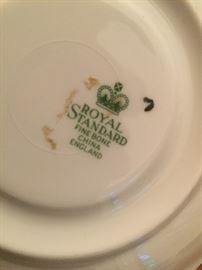 ROYAL
STANDARD
FINE BONE
CHINA
ENGLAND